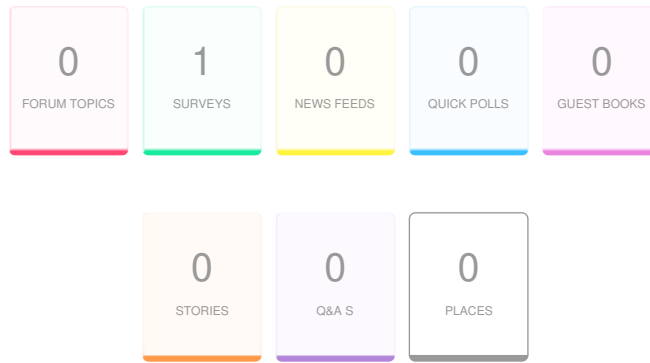 0 1 0 0 0
FORUM TOPICS SURVEYS NEWS FEEDS QUICK POLLS GUEST BOOKS
0 0 0
STORIES Q&A S PLACES